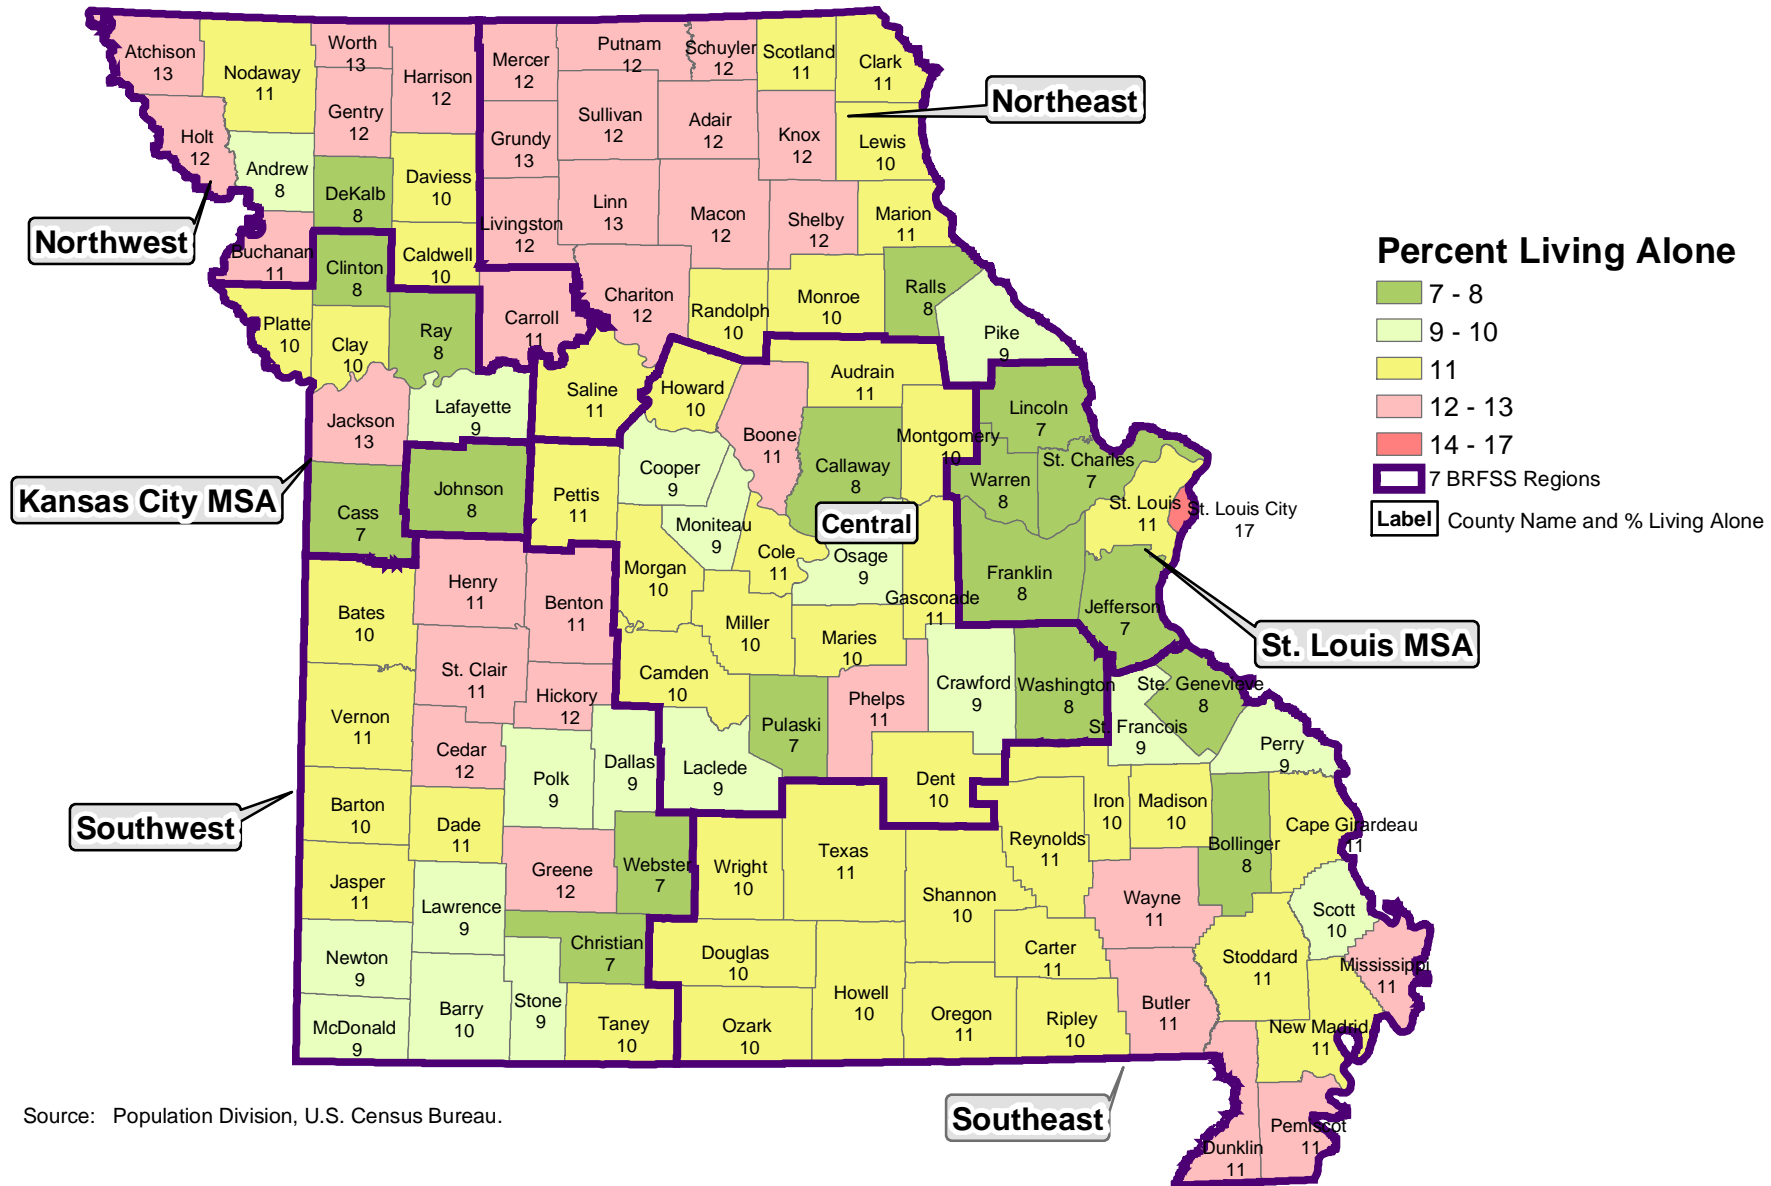 Atchison
13
Nodaway
11
Worth
13
Harrison
12
Mercer
12
Putnam
12
Schuyler
12
Scotland
11
Clark
11
Northeast
Gentry
12
Sullivan
12
Adair
12
Knox
12
Lewis
10
Holt
12
Andrew
8
DeKalb
8
Daviess
10
Grundy
13
Linn
13
Macon
12
Shelby
12
Marion
11
Northwest
Livingston
12
Buchanan
11
Clinton
8
Caldwell
10
Carroll
11
Chariton
12
Randolph
10
Monroe
10
Ralls
8
Pike
9
Platte
10
Clay
10
Ray
8
Percent Living Alone
7 - 8
9 - 10
11
12 - 13
14 - 17
7 BRFSS Regions
Label
County Name and % Living Alone
Jackson
13
Lafayette
9
Saline
11
Howard
10
Boone
11
Audrain
11
Montgomery
10
Lincoln
7
Kansas City MSA
Cass
7
Johnson
8
Pettis
11
Cooper
9
Moniteau
9
Callaway
8
Central
Warren
8
St. Charles
7
St. Louis
11
St. Louis City
17
Cole
11
Osage
9
Gasconade
11
Franklin
8
Jefferson
7
St. Louis MSA
Bates
10
Henry
11
Benton
11
Morgan
10
Miller
10
Maries
10
St. Clair
11
Hickory
12
Camden
10
Pulaski
7
Phelps
11
Crawford
9
Washington
8
Ste. Genevieve
8
St. Francois
9
Perry
9
Vernon
11
Cedar
12
Polk
9
Dallas
9
Laclede
9
Dent
10
Iron
10
Madison
10
Bollinger
8
Cape Girardeau
11
Southwest
Barton
10
Dade
11
Greene
12
Webster
7
Wright
10
Texas
11
Reynolds
11
Shannon
10
Wayne
11
Scott
10
Jasper
11
Lawrence
9
Christian
7
Douglas
10
Carter
11
Stoddard
11
Mississippi
11
Newton
9
Barry
10
Stone
9
Taney
10
Ozark
10
Howell
10
Oregon
11
Ripley
10
Butler
11
New Madrid
11
McDonald
9
Southeast
Dunklin
11
Pemiscot
11
Source: Population Division, U.S. Census Bureau.